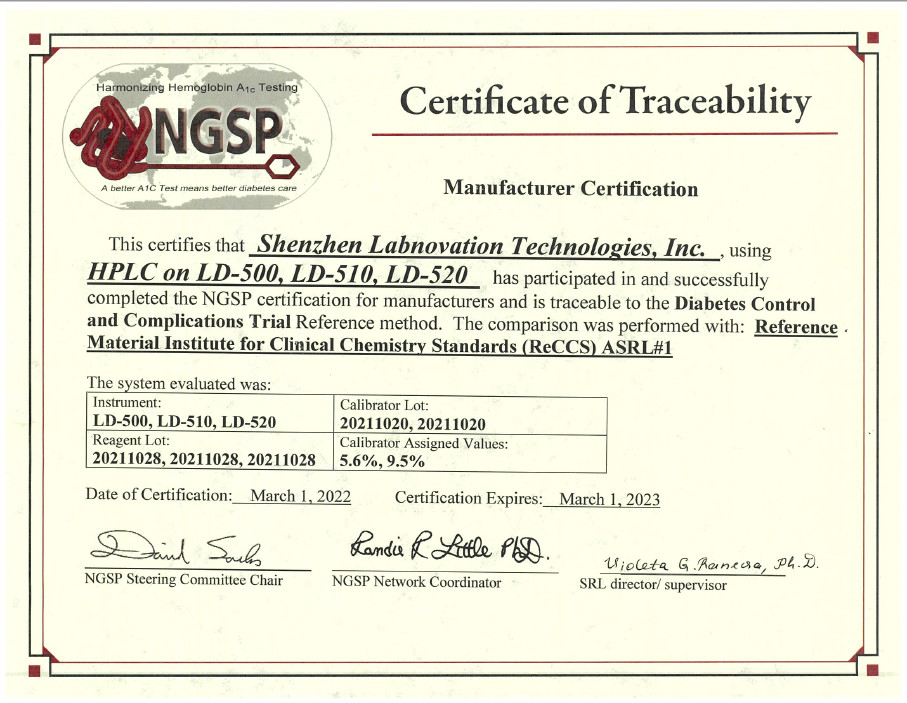 Harmonizing Hemoglobin A1c Testing
NGSP
A better A1C Test means better diabetes care
Certificate of Traceability
Manufacturer Certification
This certifies that Shenzhen Labnovation Technologies, Inc. , using
HPLC on LD-500, LD-510, LD-520 has participated in and successfully
completed the NGSP certification for manufacturers and is traceable to the Diabetes Control
and Complications Trial Reference method. The comparison was performed with: Reference
Material Institute for Clinical Chemistry Standards (ReCCS) ASRL#1
The system evaluated was:
Instrument:
LD-500, LD-510, LD-520
Calibrator Lot:
20211020, 20211020
Reagent Lot:
20211028, 20211028, 20211028
Calibrator Assigned Values:
5.6%, 9.5%
Date of Certification: March 1, 2022 Certification Expires: March 1, 2023
David Sacks
NGSP Steering Committee Chair
Randie R Little PhD.
NGSP Network Coordinator
Violeta G. , Ph.D.
SRL director/ supervisor